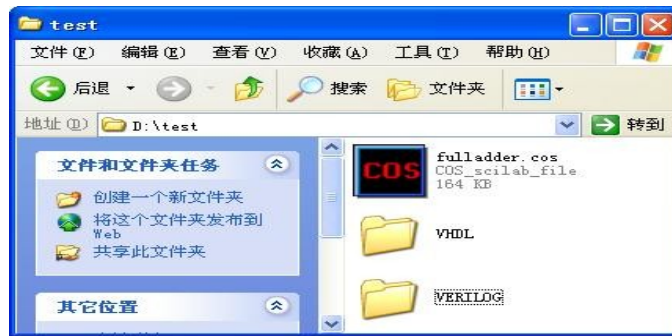 test
文件(F) 编辑(E) 查看(V) 收藏(A) 工具(T) 帮助(H)
后退 搜索 文件夹
地址(D) D:\test 转到
文件和文件夹任务
创建一个新文件夹
将这个文件夹发布到
Web
共享此文件夹
其它位置
COS
fulladder.cos
COS_scilab_file
164 KB
VHDL
VERILOG